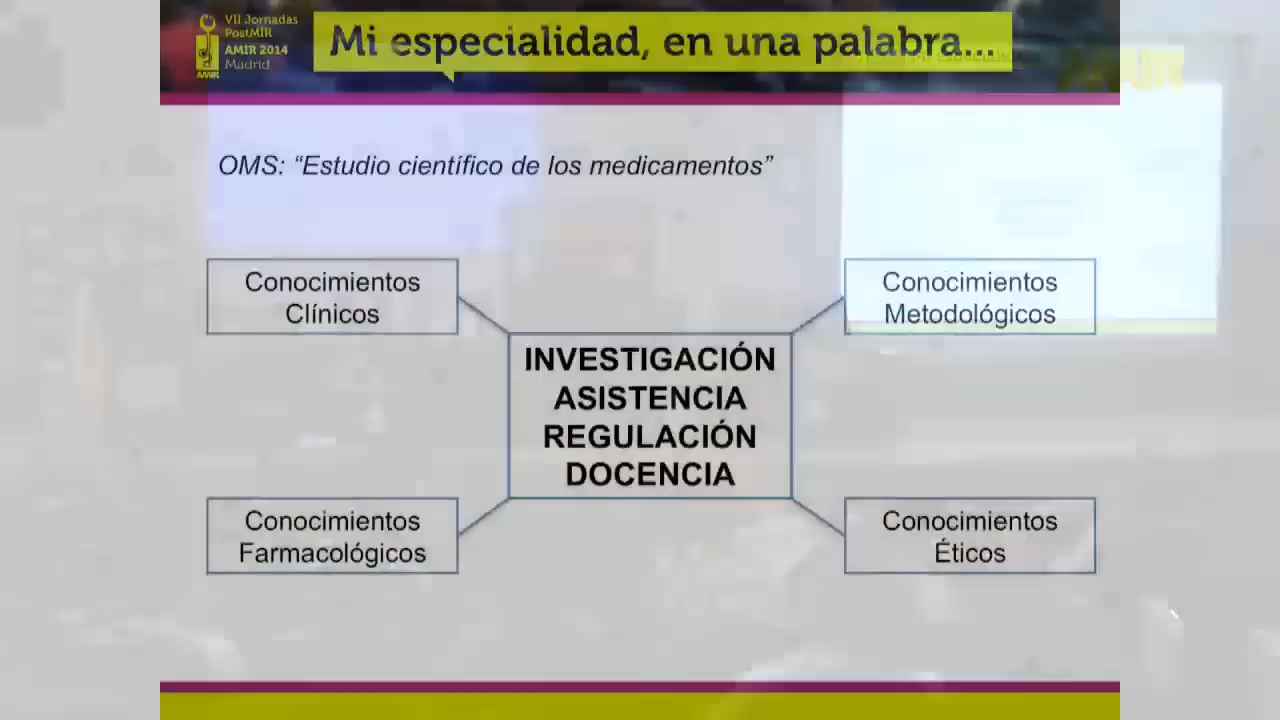 VII Jornadas
PostMIR
AMIR 2014
Madrid
AMIR
Mi especialidad, en una palabra...
OMS: “Estudio científico de los medicamentos”
Conocimientos
Clínicos
Conocimientos
Metodológicos
INVESTIGACIÓN
ASISTENCIA
REGULACIÓN
DOCENCIA
Conocimientos
Farmacológicos
Conocimientos
Éticos